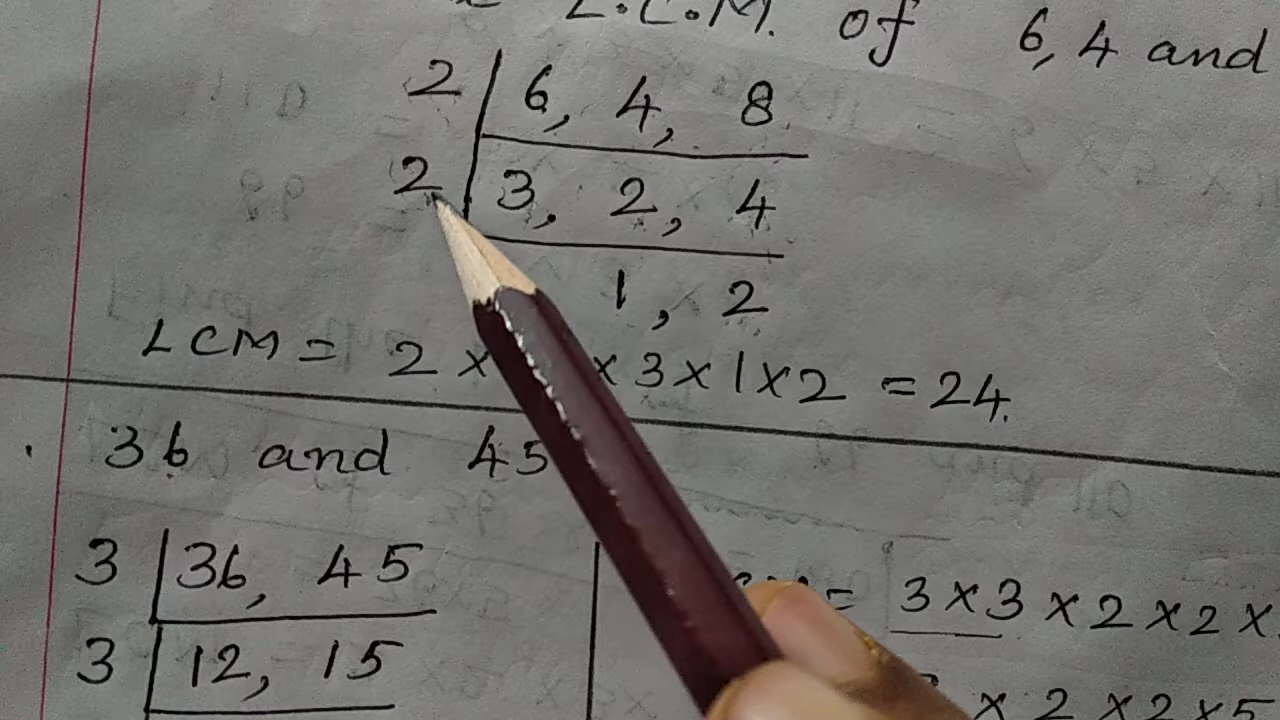 L.C.M. of 6, 4 and
2 | 6, 4, 8
2 | 3, 2, 4
1, 2
LCM = 2 × × 3 × 1 × 2 = 24.
. 36 and 45
3 | 36, 45
3 | 12, 15
= 3 × 3 × 2 × 2 ×
× 2 × 2 × 5